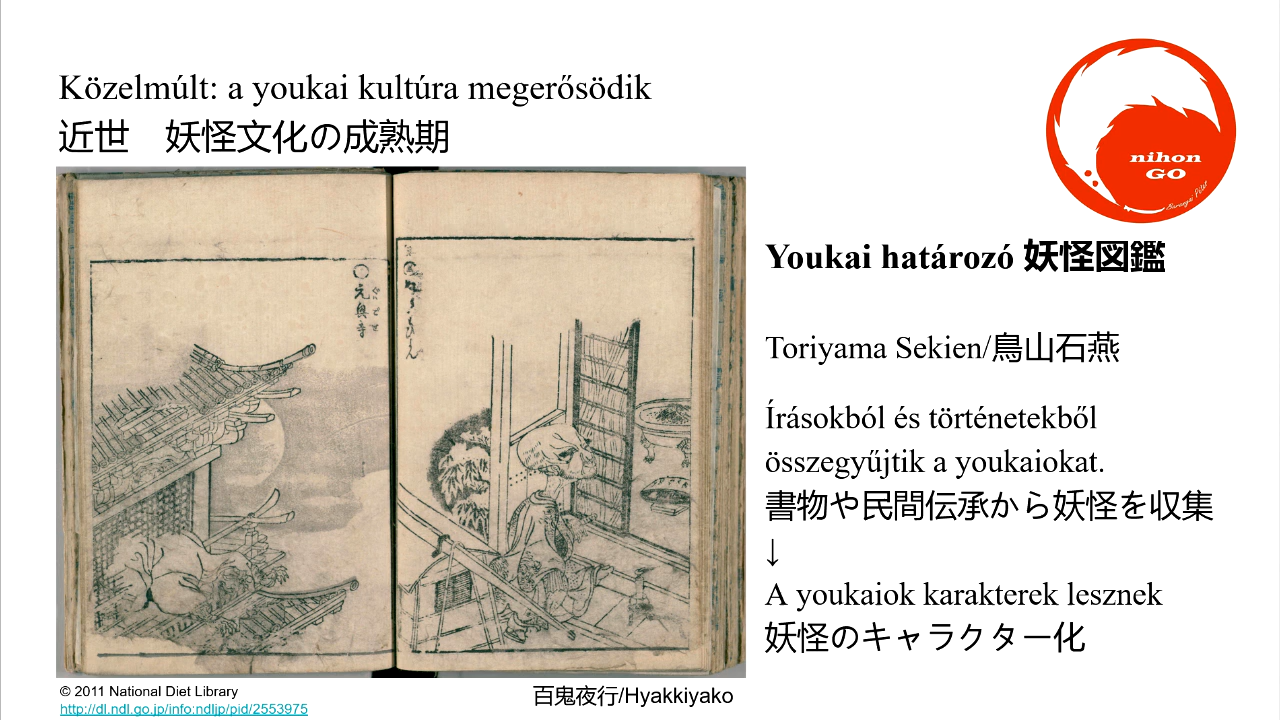 Közelmúlt: a youkai kultúra megerősödik
近世　妖怪文化の成熟期
nihon
GO
元興寺
Youkai határozó 妖怪図鑑
Toriyama Sekien/鳥山石燕
Írásokból és történetekből
összegyűjtik a youkaiokat.
書物や民間伝承から妖怪を収集
↓
A youkaiok karakterek lesznek
妖怪のキャラクター化
© 2011 National Diet Library
http://dl.ndl.go.jp/info:ndljp/pid/2553975
百鬼夜行/Hyakkiyako